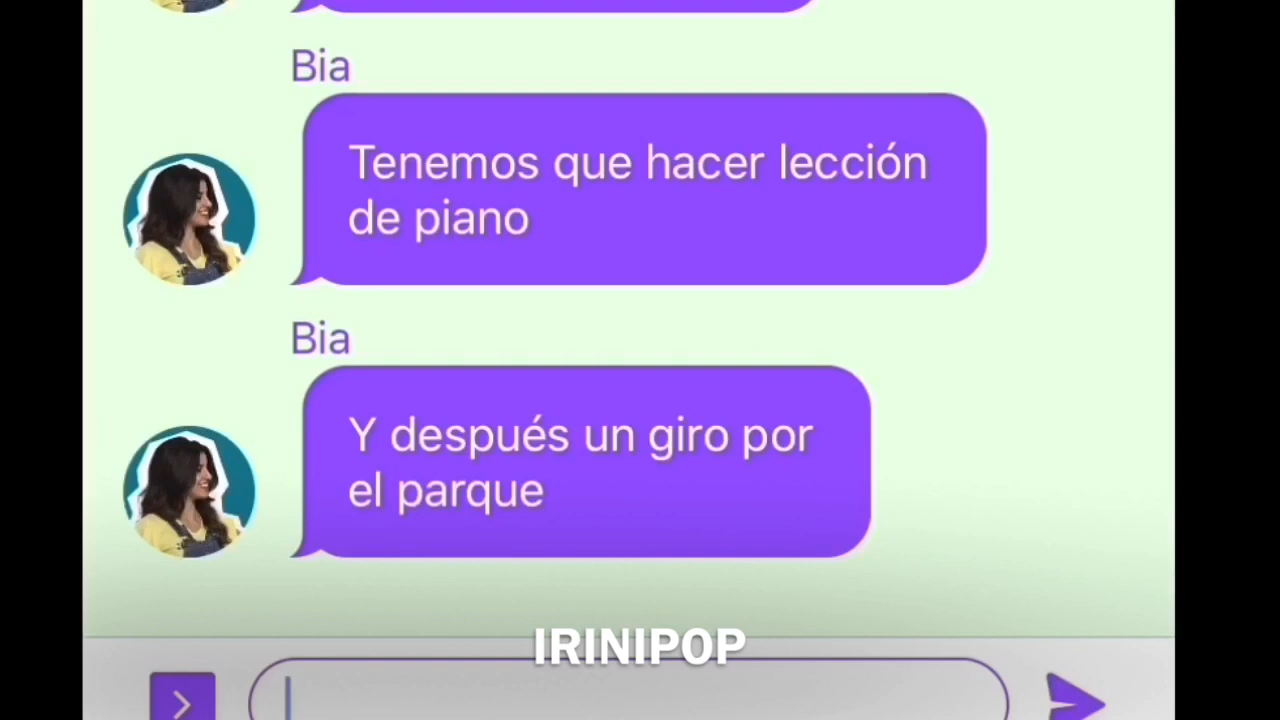 Bia
Tenemos que hacer lección
de piano
Bia
Y después un giro por
el parque
IRINIPOP